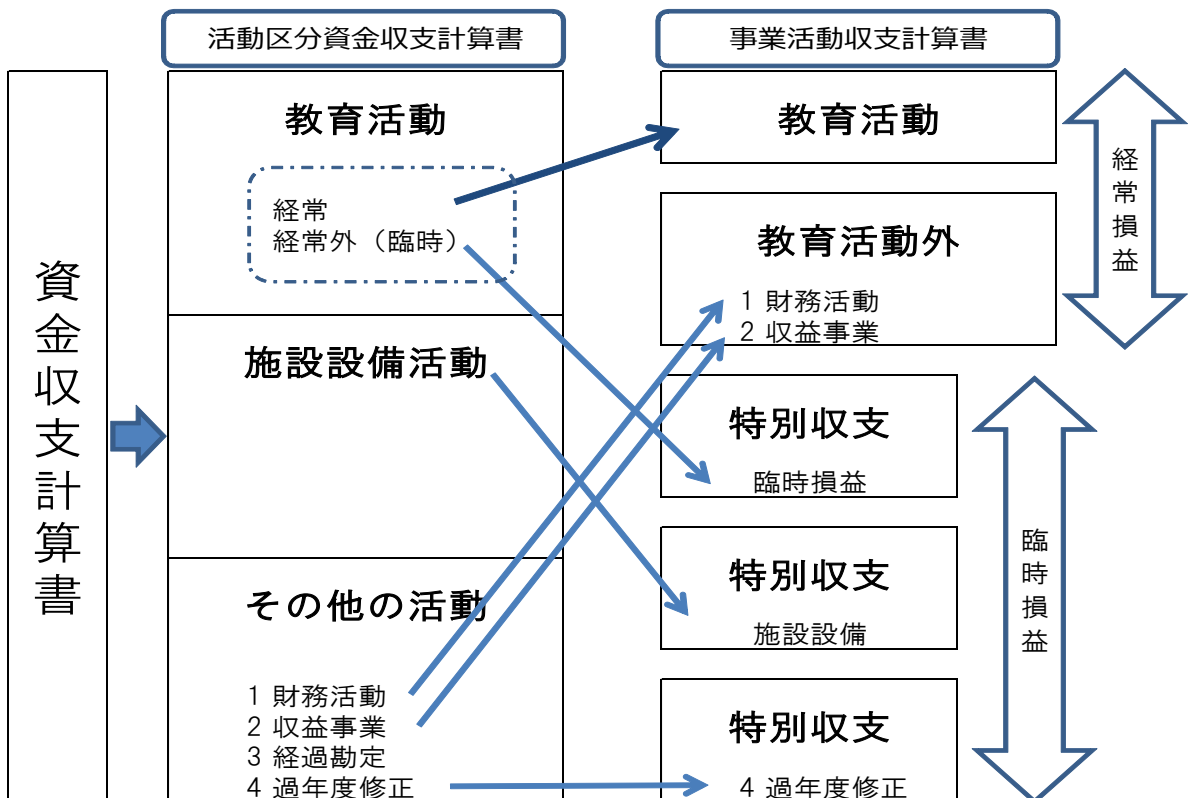 活動区分資金収支計算書
事業活動収支計算書
資金収支計算書
教育活動
経常
経常外（臨時）
施設設備活動
その他の活動
1 財務活動
2 収益事業
3 経過勘定
4 過年度修正
教育活動
教育活動外
1 財務活動
2 収益事業
特別収支
臨時損益
特別収支
施設設備
特別収支
4 過年度修正
経常損益
臨時損益